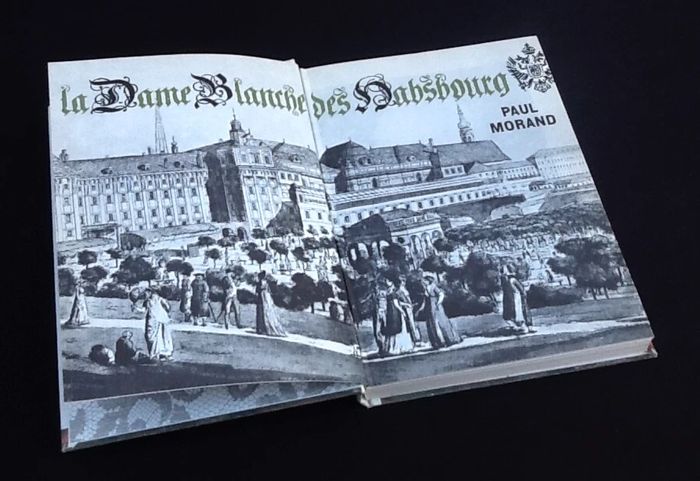 la Dame Blanche des Habsbourg
PAUL
MORAND